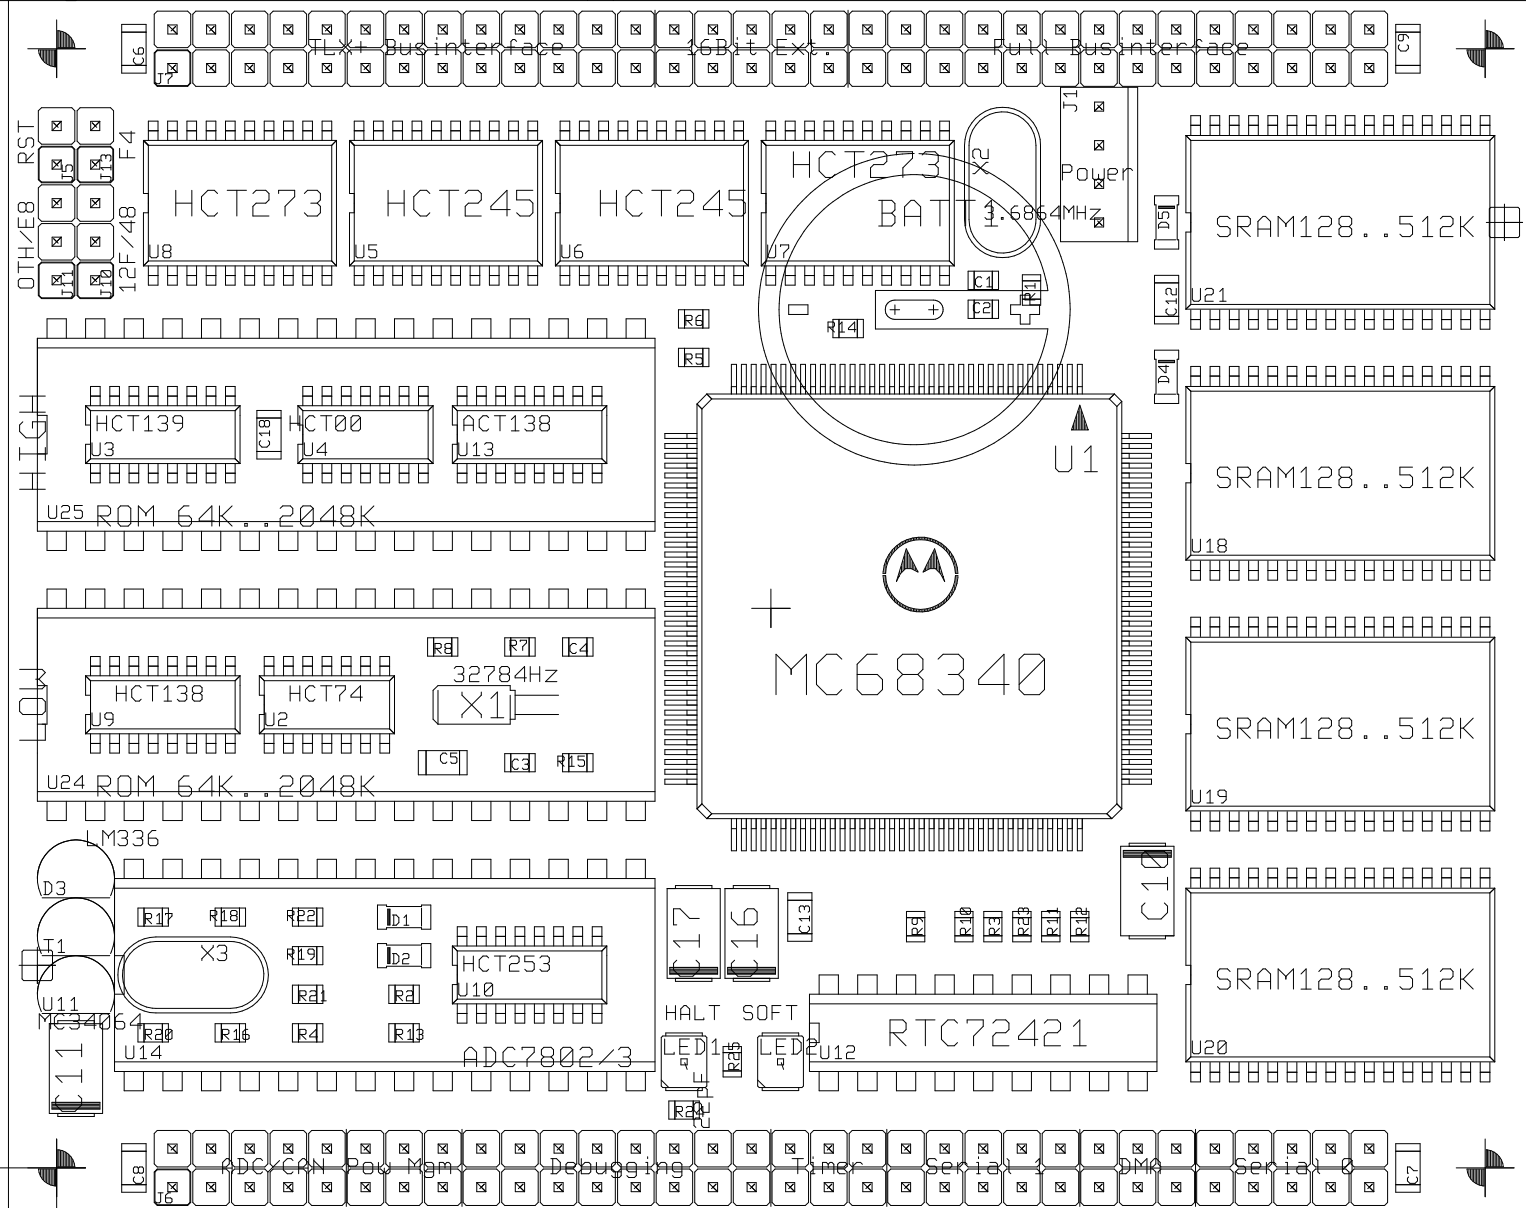 C6
TLX+ Businterface
16Bit Ext.
Full Businterface
C9
J7
RST
F4
J5
J13
OTH/E8
12F/48
J11
J10
HCT273
U8
HCT245
U5
HCT245
U6
HCT273
U7
BATT1
X2
3.6864MHz
J1
Power
D5
C12
D4
SRAM128..512K
U21
C1
C2
R1
R14
R6
R5
HIGH
HCT139
U3
C18
HCT00
U4
ACT138
U13
U25
ROM 64K..2048K
U1
MC68340
SRAM128..512K
U18
LOW
HCT138
U9
HCT74
U2
R8
R7
C4
32784Hz
X1
C5
C3
R15
U24
ROM 64K..2048K
SRAM128..512K
U19
LM336
D3
T1
U11
MC34064
C11
R17
R18
R22
D1
X3
R19
D2
HCT253
U10
R21
R2
R20
R16
R4
R13
U14
ADC7802/3
C17
C16
C13
R9
R10
R3
R23
R11
R12
C10
HALT
SOFT
LED1
R25
LED2
R24
U12
RTC72421
SRAM128..512K
U20
C8
J6
ADC/CAN
Pow Mgm
Debugging
Timer
Serial 1
DMA
Serial 0
C7